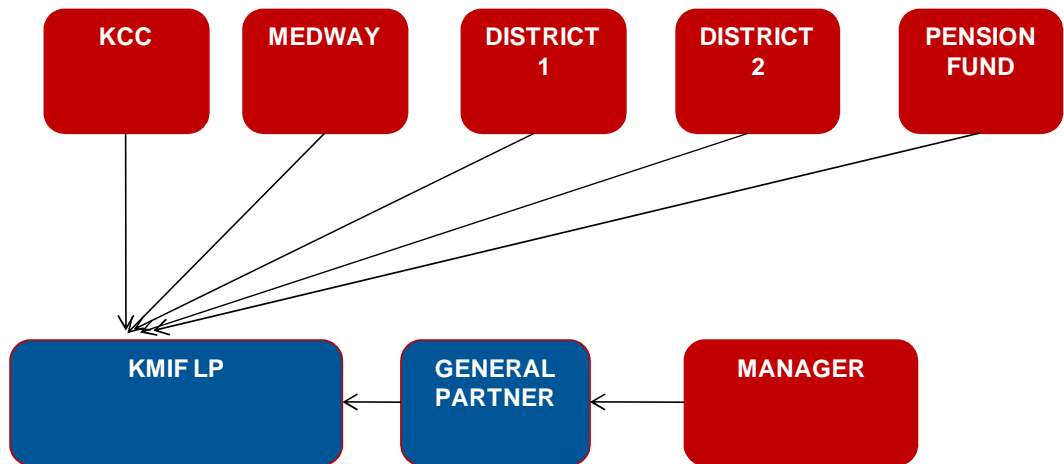 KCC
MEDWAY
DISTRICT
1
DISTRICT
2
PENSION
FUND
KMIF LP
GENERAL
PARTNER
MANAGER